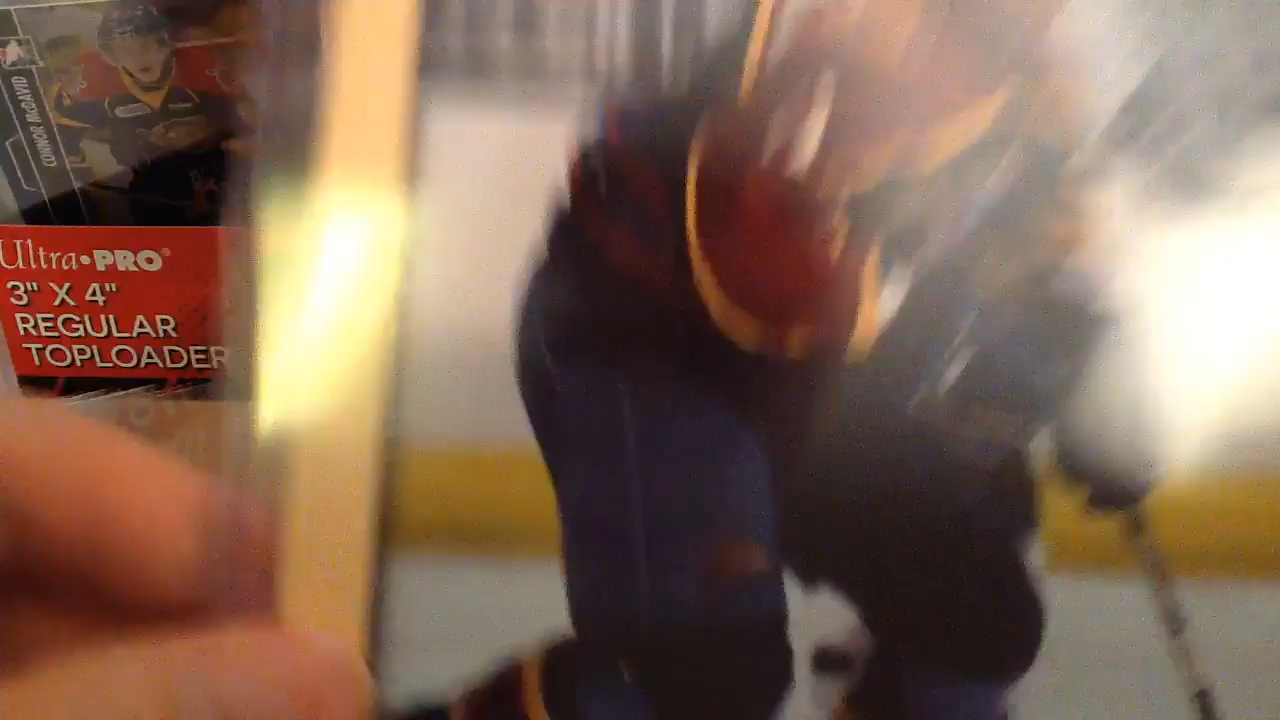 CONNOR McDAVID
Ultra•PRO®
3" X 4"
REGULAR
TOPLOADER